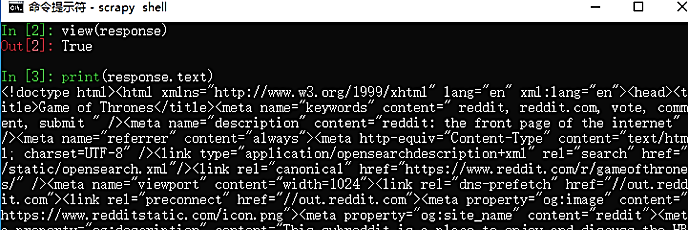 命令提示符 - scrapy  shell
In [2]: view(response)
Out[2]: True
In [3]: print(response.text)
<!doctype html><html xmlns="http://www.w3.org/1999/xhtml" lang="en" xml:lang="en"><head><t
itle>Game of Thrones</title><meta name="keywords" content=" reddit, reddit.com, vote, comm
ent, submit " /><meta name="description" content="reddit: the front page of the internet"
/><meta name="referrer" content="always"><meta http-equiv="Content-Type" content="text/htm
l; charset=UTF-8" /><link type="application/opensearchdescription+xml" rel="search" href="
/static/opensearch.xml"/><link rel="canonical" href="https://www.reddit.com/r/gameofthrone
s/" /><meta name="viewport" content="width=1024"><link rel="dns-prefetch" href="//out.redd
it.com"><link rel="preconnect" href="//out.reddit.com"><meta property="og:image" content="
https://www.redditstatic.com/icon.png"><meta property="og:site_name" content="reddit"><met
a property="og:description" content="This subreddit is a place to enjoy and discuss the HB